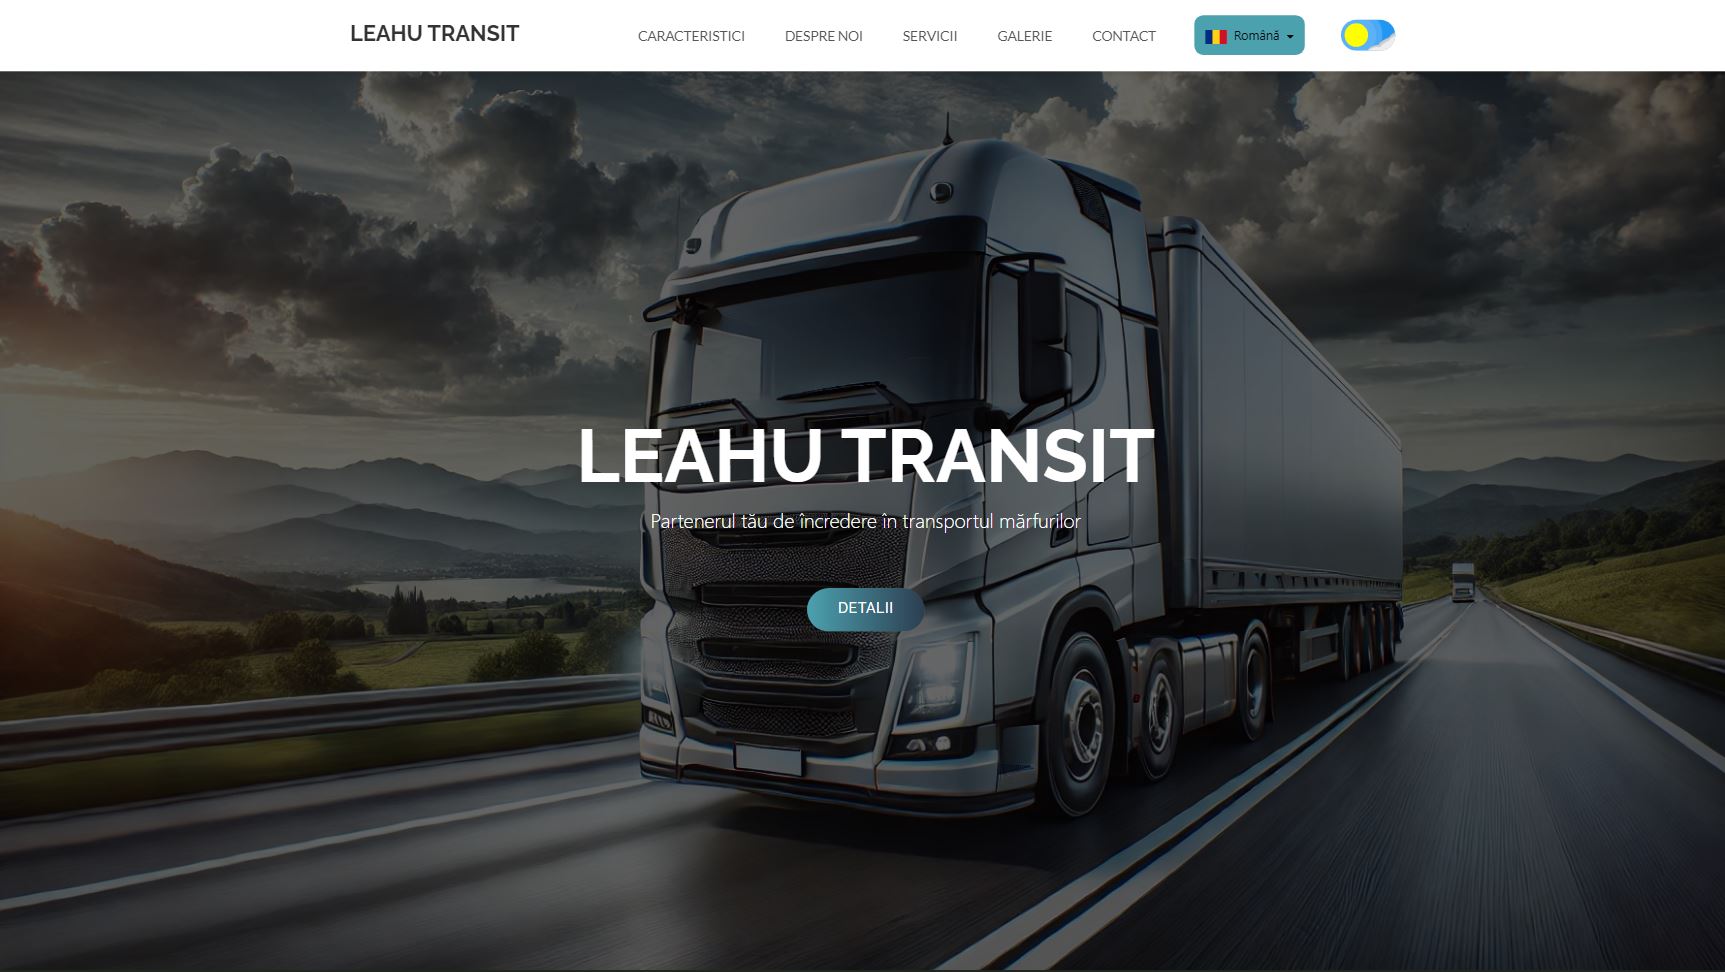 LEAHU TRANSIT
CARACTERISTICI DESPRE NOI SERVICII GALERIE CONTACT Română
LEAHU TRANSIT
Partenerul tău de încredere în transportul mărfurilor
DETALII